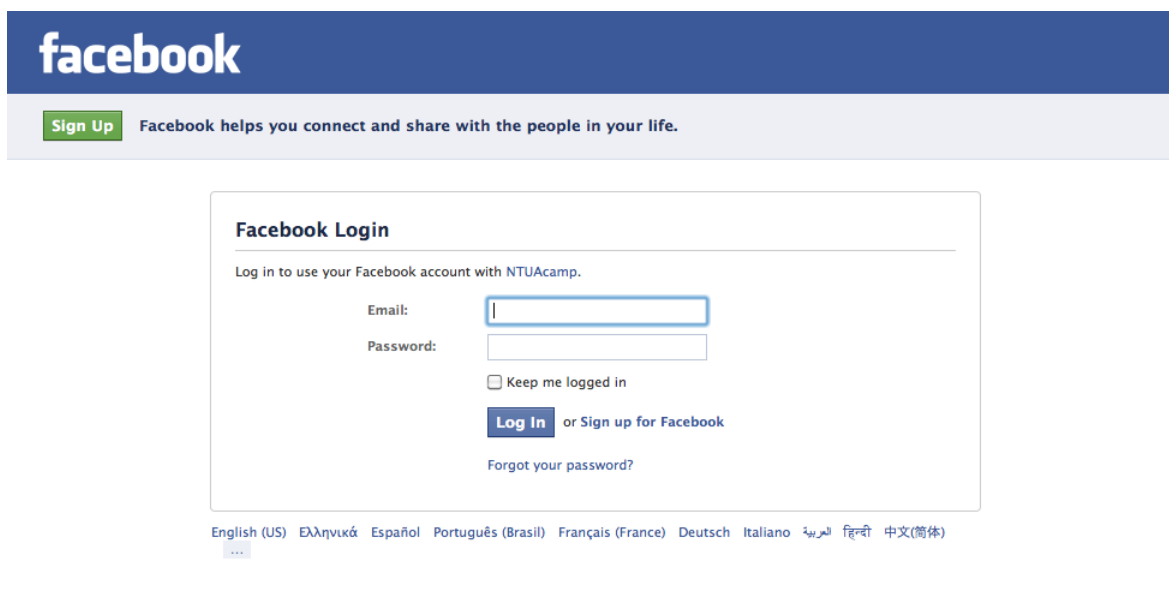 facebook
Sign Up Facebook helps you connect and share with the people in your life.
Facebook Login
Log in to use your Facebook account with NTUAcamp.
Email:
Password:
Keep me logged in
Log In or Sign up for Facebook
Forgot your password?
English (US) Ελληνικά Español Português (Brasil) Français (France) Deutsch Italiano العربية हिन्दी 中文(简体)
...